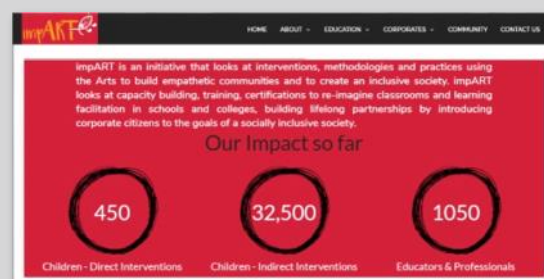 impART
HOME ABOUT EDUCATION CORPORATES COMMUNITY CONTACT US
impART is an initiative that looks at interventions, methodologies and practices using
the Arts to build empathetic communities and to create an inclusive society. impART
looks at capacity building, training, certifications to re-imagine classrooms and learning
facilitation in schools and colleges, building lifelong partnerships by introducing
corporate citizens to the goals of a socially inclusive society.
Our Impact so far
450 32,500 1050
Children - Direct Interventions Children - Indirect Interventions Educators & Professionals